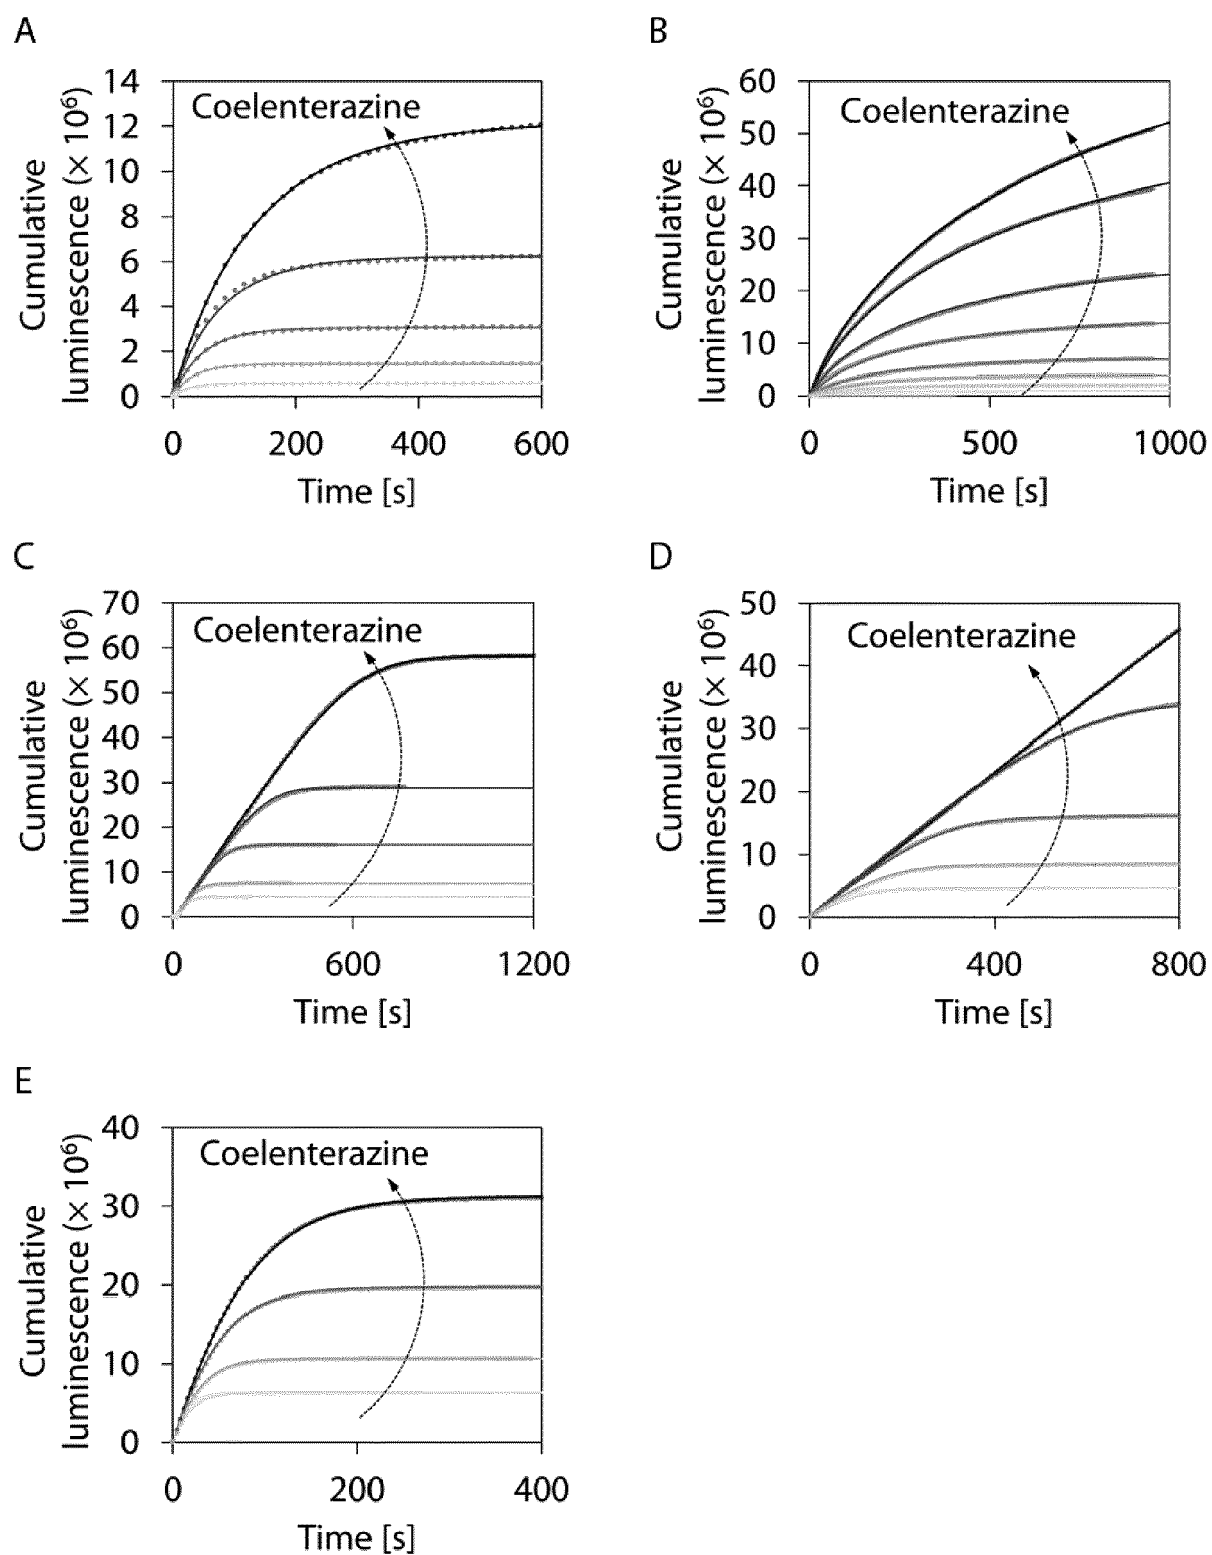 A
Cumulative
luminescence (× 10⁶)
14
12
10
8
6
4
2
0
Coelenterazine
0 200 400 600
Time [s]
B
Cumulative
luminescence (× 10⁶)
60
50
40
30
20
10
0
Coelenterazine
0 500 1000
Time [s]
C
Cumulative
luminescence (× 10⁶)
70
60
50
40
30
20
10
0
Coelenterazine
0 600 1200
Time [s]
D
Cumulative
luminescence (× 10⁶)
50
40
30
20
10
0
Coelenterazine
0 400 800
Time [s]
E
Cumulative
luminescence (× 10⁶)
40
30
20
10
0
Coelenterazine
0 200 400
Time [s]